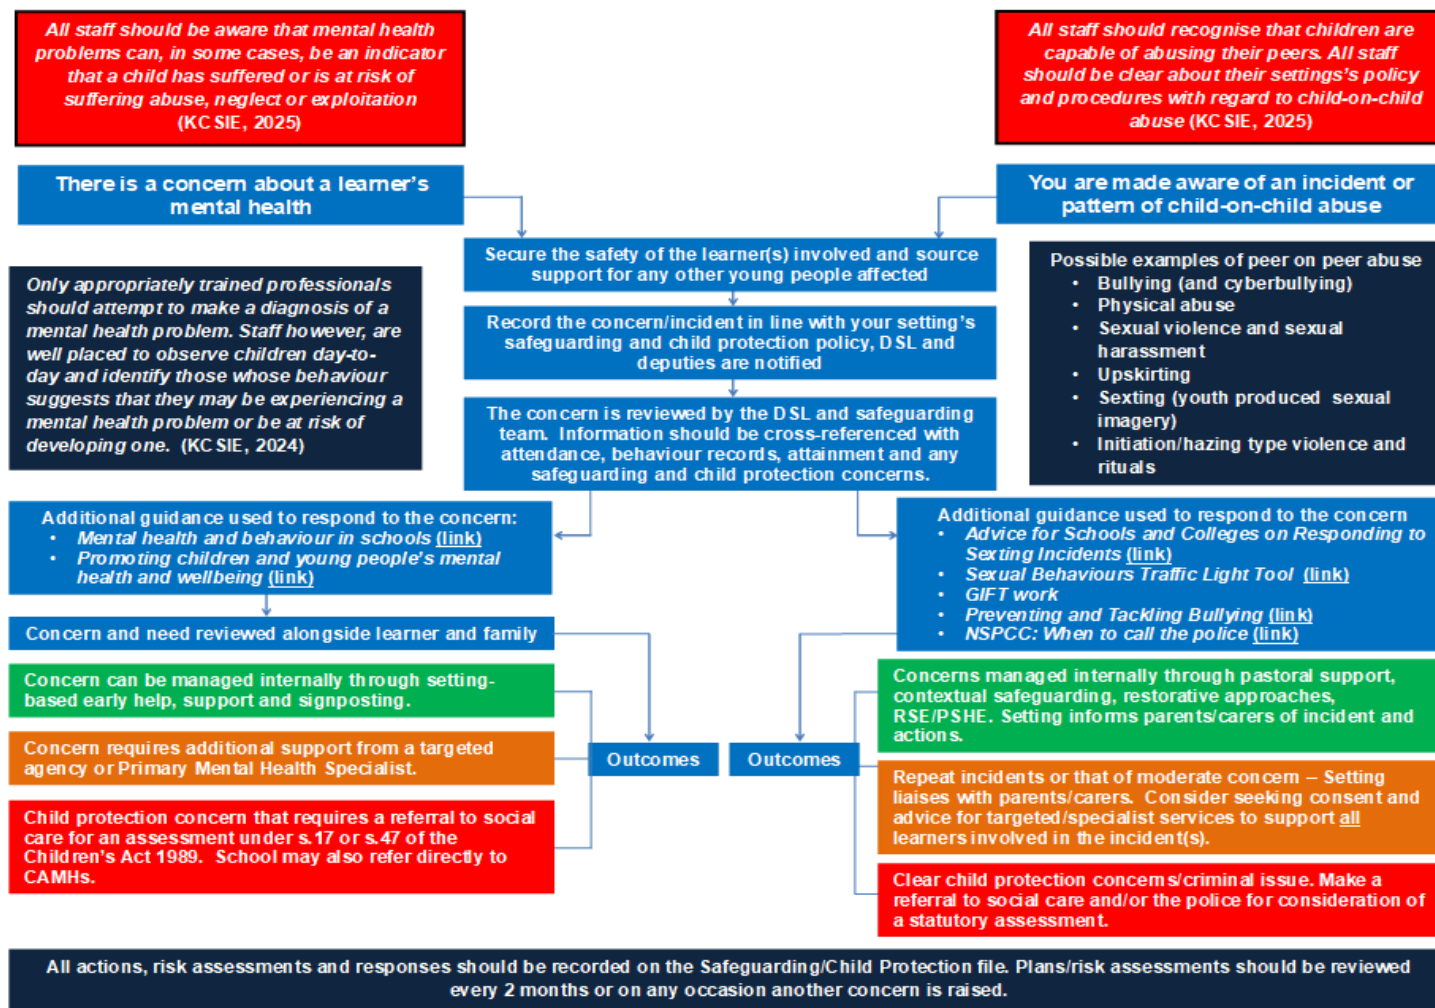 All staff should be aware that mental health
problems can, in some cases, be an indicator
that a child has suffered or is at risk of
suffering abuse, neglect or exploitation
(KCSIE, 2025)
All staff should recognise that children are
capable of abusing their peers. All staff
should be clear about their settings's policy
and procedures with regard to child-on-child
abuse (KCSIE, 2025)
There is a concern about a learner's
mental health
You are made aware of an incident or
pattern of child-on-child abuse
Secure the safety of the learner(s) involved and source
support for any other young people affected
Only appropriately trained professionals
should attempt to make a diagnosis of a
mental health problem. Staff however, are
well placed to observe children day-to-
day and identify those whose behaviour
suggests that they may be experiencing a
mental health problem or be at risk of
developing one. (KCSIE, 2024)
Record the concern/incident in line with your setting's
safeguarding and child protection policy, DSL and
deputies are notified
Possible examples of peer on peer abuse
• Bullying (and cyberbullying)
• Physical abuse
• Sexual violence and sexual
harassment
• Upskirting
• Sexting (youth produced sexual
imagery)
• Initiation/hazing type violence and
rituals
The concern is reviewed by the DSL and safeguarding
team. Information should be cross-referenced with
attendance, behaviour records, attainment and any
safeguarding and child protection concerns.
Additional guidance used to respond to the concern:
• Mental health and behaviour in schools (link)
• Promoting children and young people's mental
health and wellbeing (link)
Additional guidance used to respond to the concern
• Advice for Schools and Colleges on Responding to
Sexting Incidents (link)
• Sexual Behaviours Traffic Light Tool (link)
• GIFT work
• Preventing and Tackling Bullying (link)
• NSPCC: When to call the police (link)
Concern and need reviewed alongside learner and family
Concern can be managed internally through setting-
based early help, support and signposting.
Concern requires additional support from a targeted
agency or Primary Mental Health Specialist.
Child protection concern that requires a referral to social
care for an assessment under s.17 or s.47 of the
Children's Act 1989. School may also refer directly to
CAMHs.
Outcomes
Outcomes
Concerns managed internally through pastoral support,
contextual safeguarding, restorative approaches,
RSE/PSHE. Setting informs parents/carers of incident and
actions.
Repeat incidents or that of moderate concern – Setting
liaises with parents/carers. Consider seeking consent and
advice for targeted/specialist services to support all
learners involved in the incident(s).
Clear child protection concerns/criminal issue. Make a
referral to social care and/or the police for consideration of
a statutory assessment.
All actions, risk assessments and responses should be recorded on the Safeguarding/Child Protection file. Plans/risk assessments should be reviewed
every 2 months or on any occasion another concern is raised.